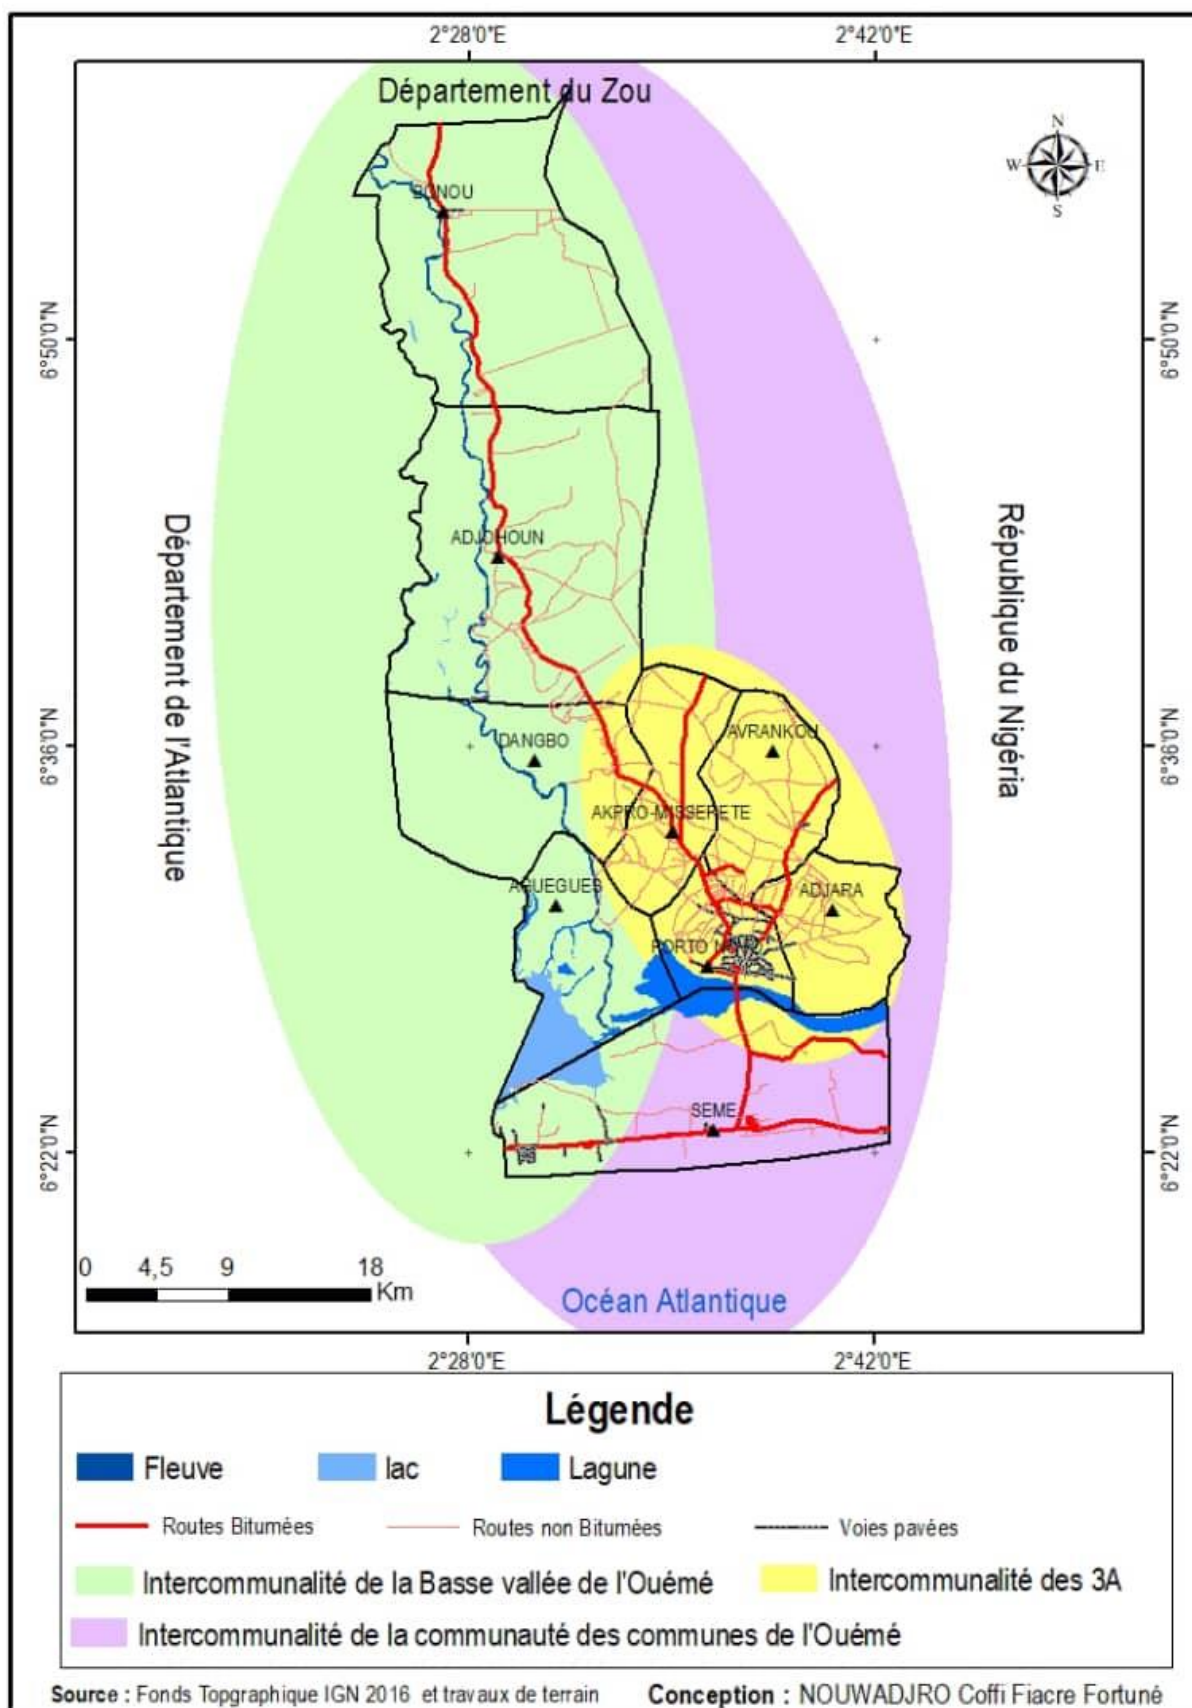 2°28'0"E 2°42'0"E
Département du Zou
N
W E
S
BONOU
6°50'0"N 6°50'0"N
ADJOHOUN
Département de l'Atlantique
République du Nigéria
6°36'0"N 6°36'0"N
DANGBO
AVRANKOU
AKPRO-MISSERETE
AGUEGUES
ADJARA
PORTO NOVO
SEME
6°22'0"N 6°22'0"N
0 4,5 9 18
Km
Océan Atlantique
2°28'0"E 2°42'0"E
Légende
Fleuve lac Lagune
Routes Bitumées Routes non Bitumées Voies pavées
Intercommunalité de la Basse vallée de l'Ouémé Intercommunalité des 3A
Intercommunalité de la communauté des communes de l'Ouémé
Source : Fonds Topgraphique IGN 2016 et travaux de terrain Conception : NOUWADJRO Coffi Fiacre Fortuné